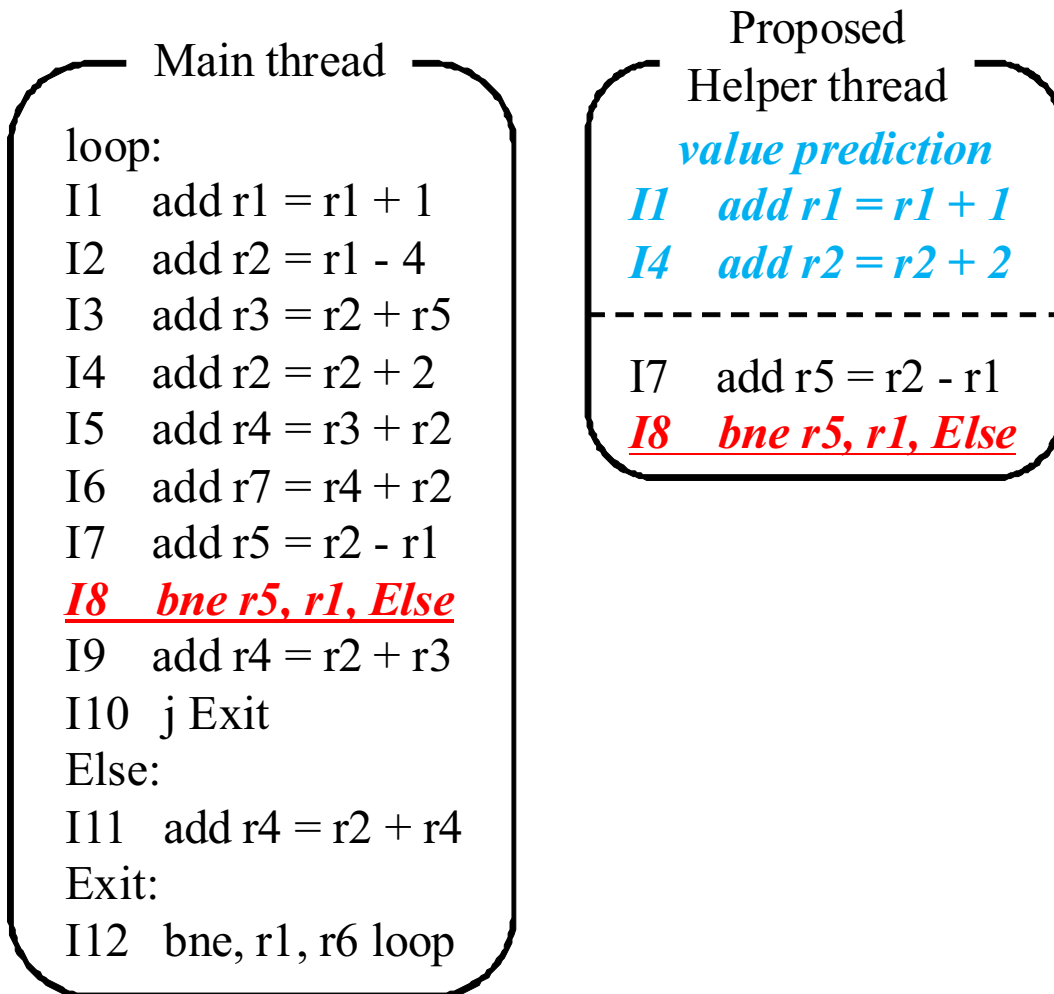 Main thread
loop:
I1 add r1 = r1 + 1
I2 add r2 = r1 - 4
I3 add r3 = r2 + r5
I4 add r2 = r2 + 2
I5 add r4 = r3 + r2
I6 add r7 = r4 + r2
I7 add r5 = r2 - r1
I8 bne r5, r1, Else
I9 add r4 = r2 + r3
I10 j Exit
Else:
I11 add r4 = r2 + r4
Exit:
I12 bne, r1, r6 loop
Proposed
Helper thread
value prediction
I1 add r1 = r1 + 1
I4 add r2 = r2 + 2
I7 add r5 = r2 - r1
I8 bne r5, r1, Else